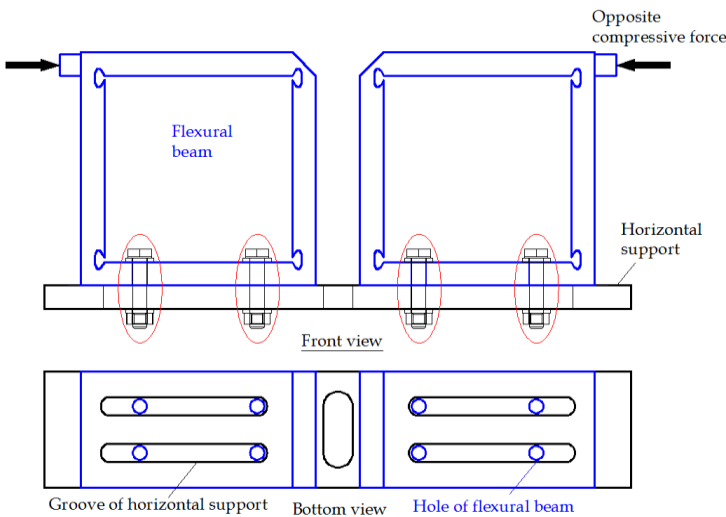 Opposite
compressive force
Flexural
beam
Horizontal
support
Front view
Groove of horizontal support
Bottom view
Hole of flexural beam